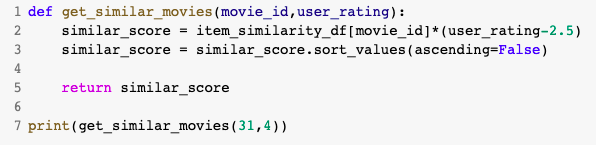 1 def get_similar_movies(movie_id,user_rating):
2     similar_score = item_similarity_df[movie_id]*(user_rating-2.5)
3     similar_score = similar_score.sort_values(ascending=False)
4
5     return similar_score
6
7 print(get_similar_movies(31,4))